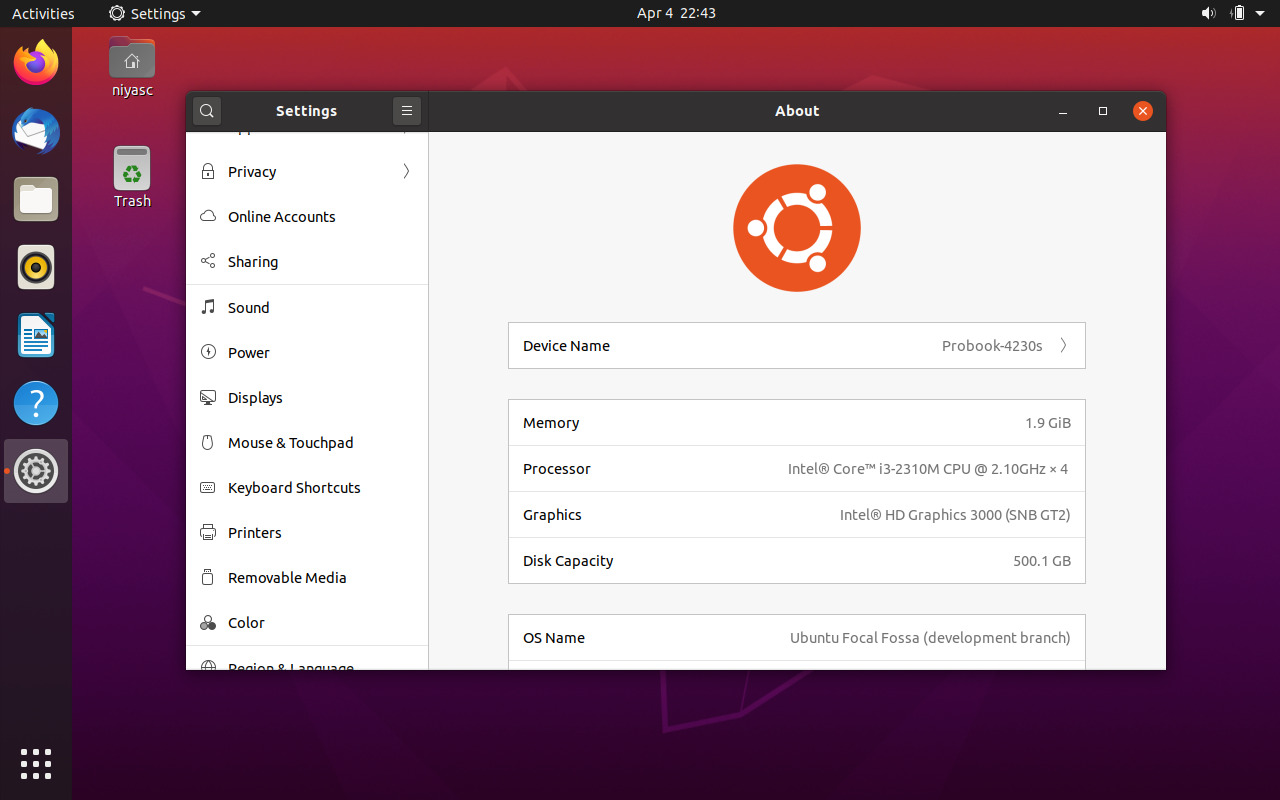 Activities
Settings
Apr 4 22:43
niyasc
Trash
Settings
About
Privacy
Online Accounts
Sharing
Sound
Power
Displays
Mouse & Touchpad
Keyboard Shortcuts
Printers
Removable Media
Color
Region & Language
Device Name
Probook-4230s
Memory
1.9 GiB
Processor
Intel® Core™ i3-2310M CPU @ 2.10GHz × 4
Graphics
Intel® HD Graphics 3000 (SNB GT2)
Disk Capacity
500.1 GB
OS Name
Ubuntu Focal Fossa (development branch)